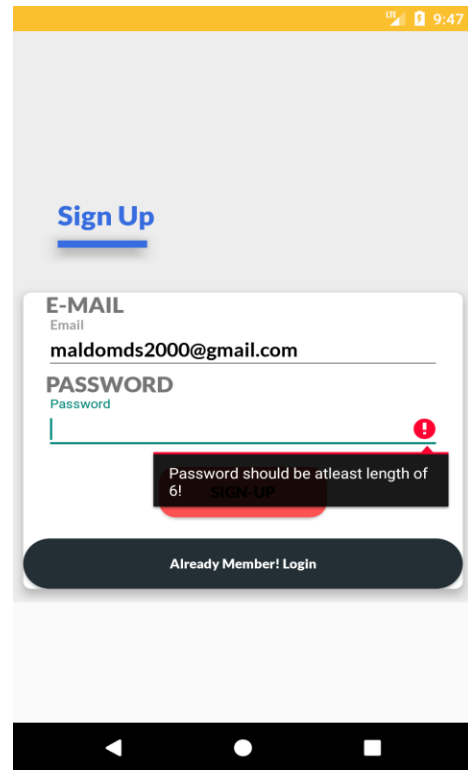 LTE 9:47
Sign Up
E-MAIL
Email
maldomds2000@gmail.com
PASSWORD
Password
Password should be atleast length of
6!
SIGN-UP
Already Member! Login